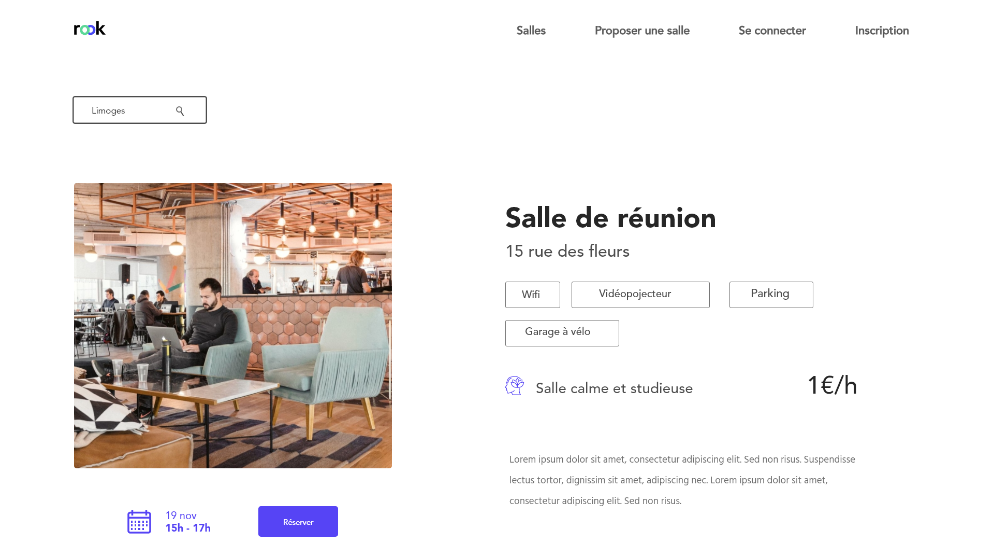 rook
Salles
Proposer une salle
Se connecter
Inscription
Limoges
Salle de réunion
15 rue des fleurs
Wifi
Vidéopojecteur
Parking
Garage à vélo
Salle calme et studieuse
1€/h
Lorem ipsum dolor sit amet, consectetur adipiscing elit. Sed non risus. Suspendisse
lectus tortor, dignissim sit amet, adipiscing nec. Lorem ipsum dolor sit amet,
consectetur adipiscing elit. Sed non risus.
19 nov
15h - 17h
Réserver